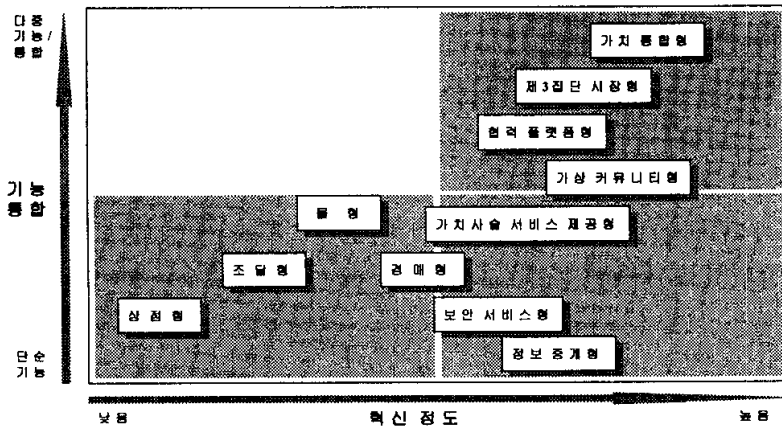 다중
기능/
통합
가치 통합형
제3집단 시장형
협력 플랫폼형
가상 커뮤니티형
기능
통합
몰 형
가치사슬 서비스 제공형
조달형
경매형
상점형
보안 서비스형
정보 중개형
단순
기능
낮음
혁신 정도
높음